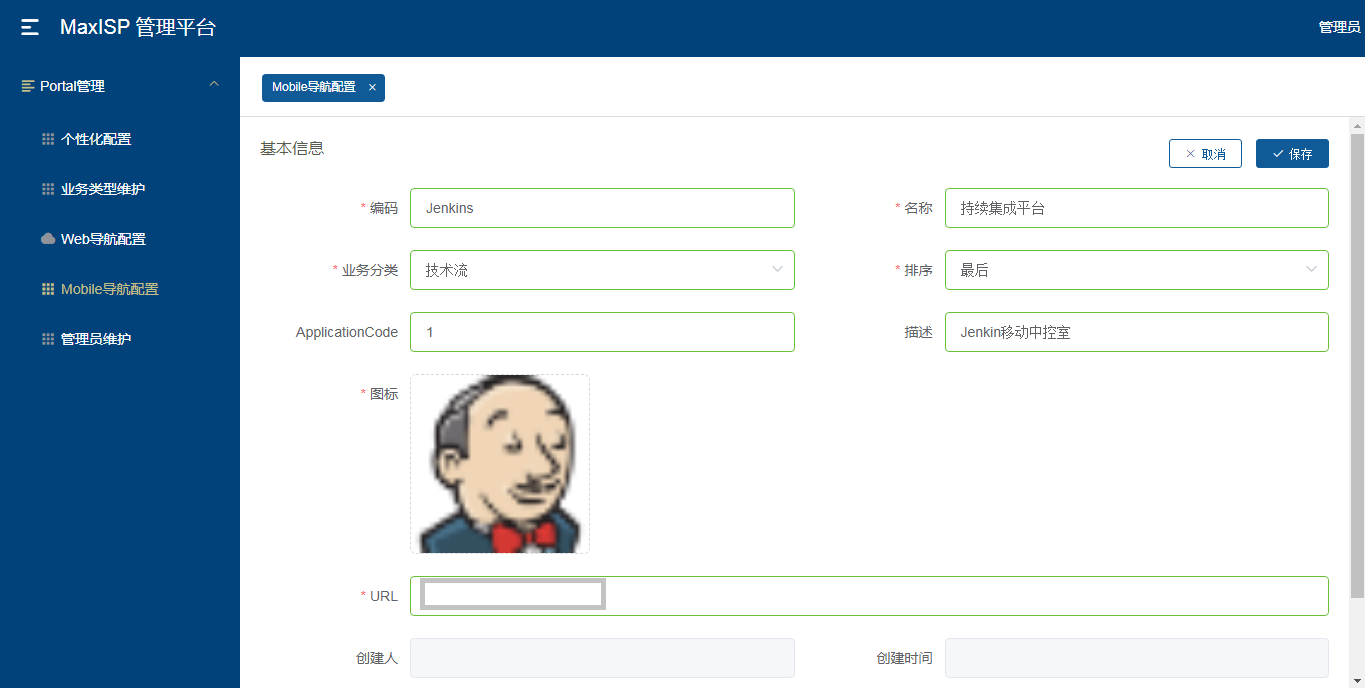 MaxISP 管理平台
管理员
Portal管理
Mobile导航配置 ×
个性化配置
基本信息
× 取消
✓ 保存
业务类型维护
* 编码 Jenkins
* 名称 持续集成平台
Web导航配置
* 业务分类 技术流
* 排序 最后
Mobile导航配置
ApplicationCode 1
描述 Jenkin移动中控室
管理员维护
* 图标
* URL
创建人
创建时间